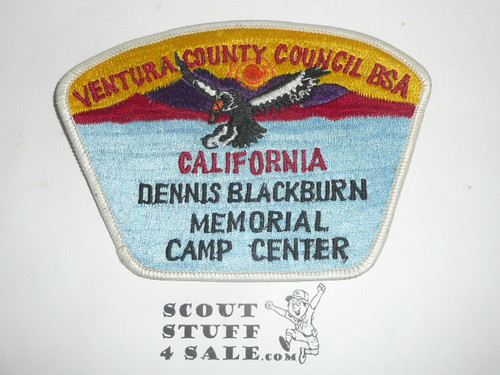 VENTURA COUNTY COUNCIL BSA
CALIFORNIA
DENNIS BLACKBURN
MEMORIAL
CAMP CENTER
SCOUT
STUFF
4 SALE.com